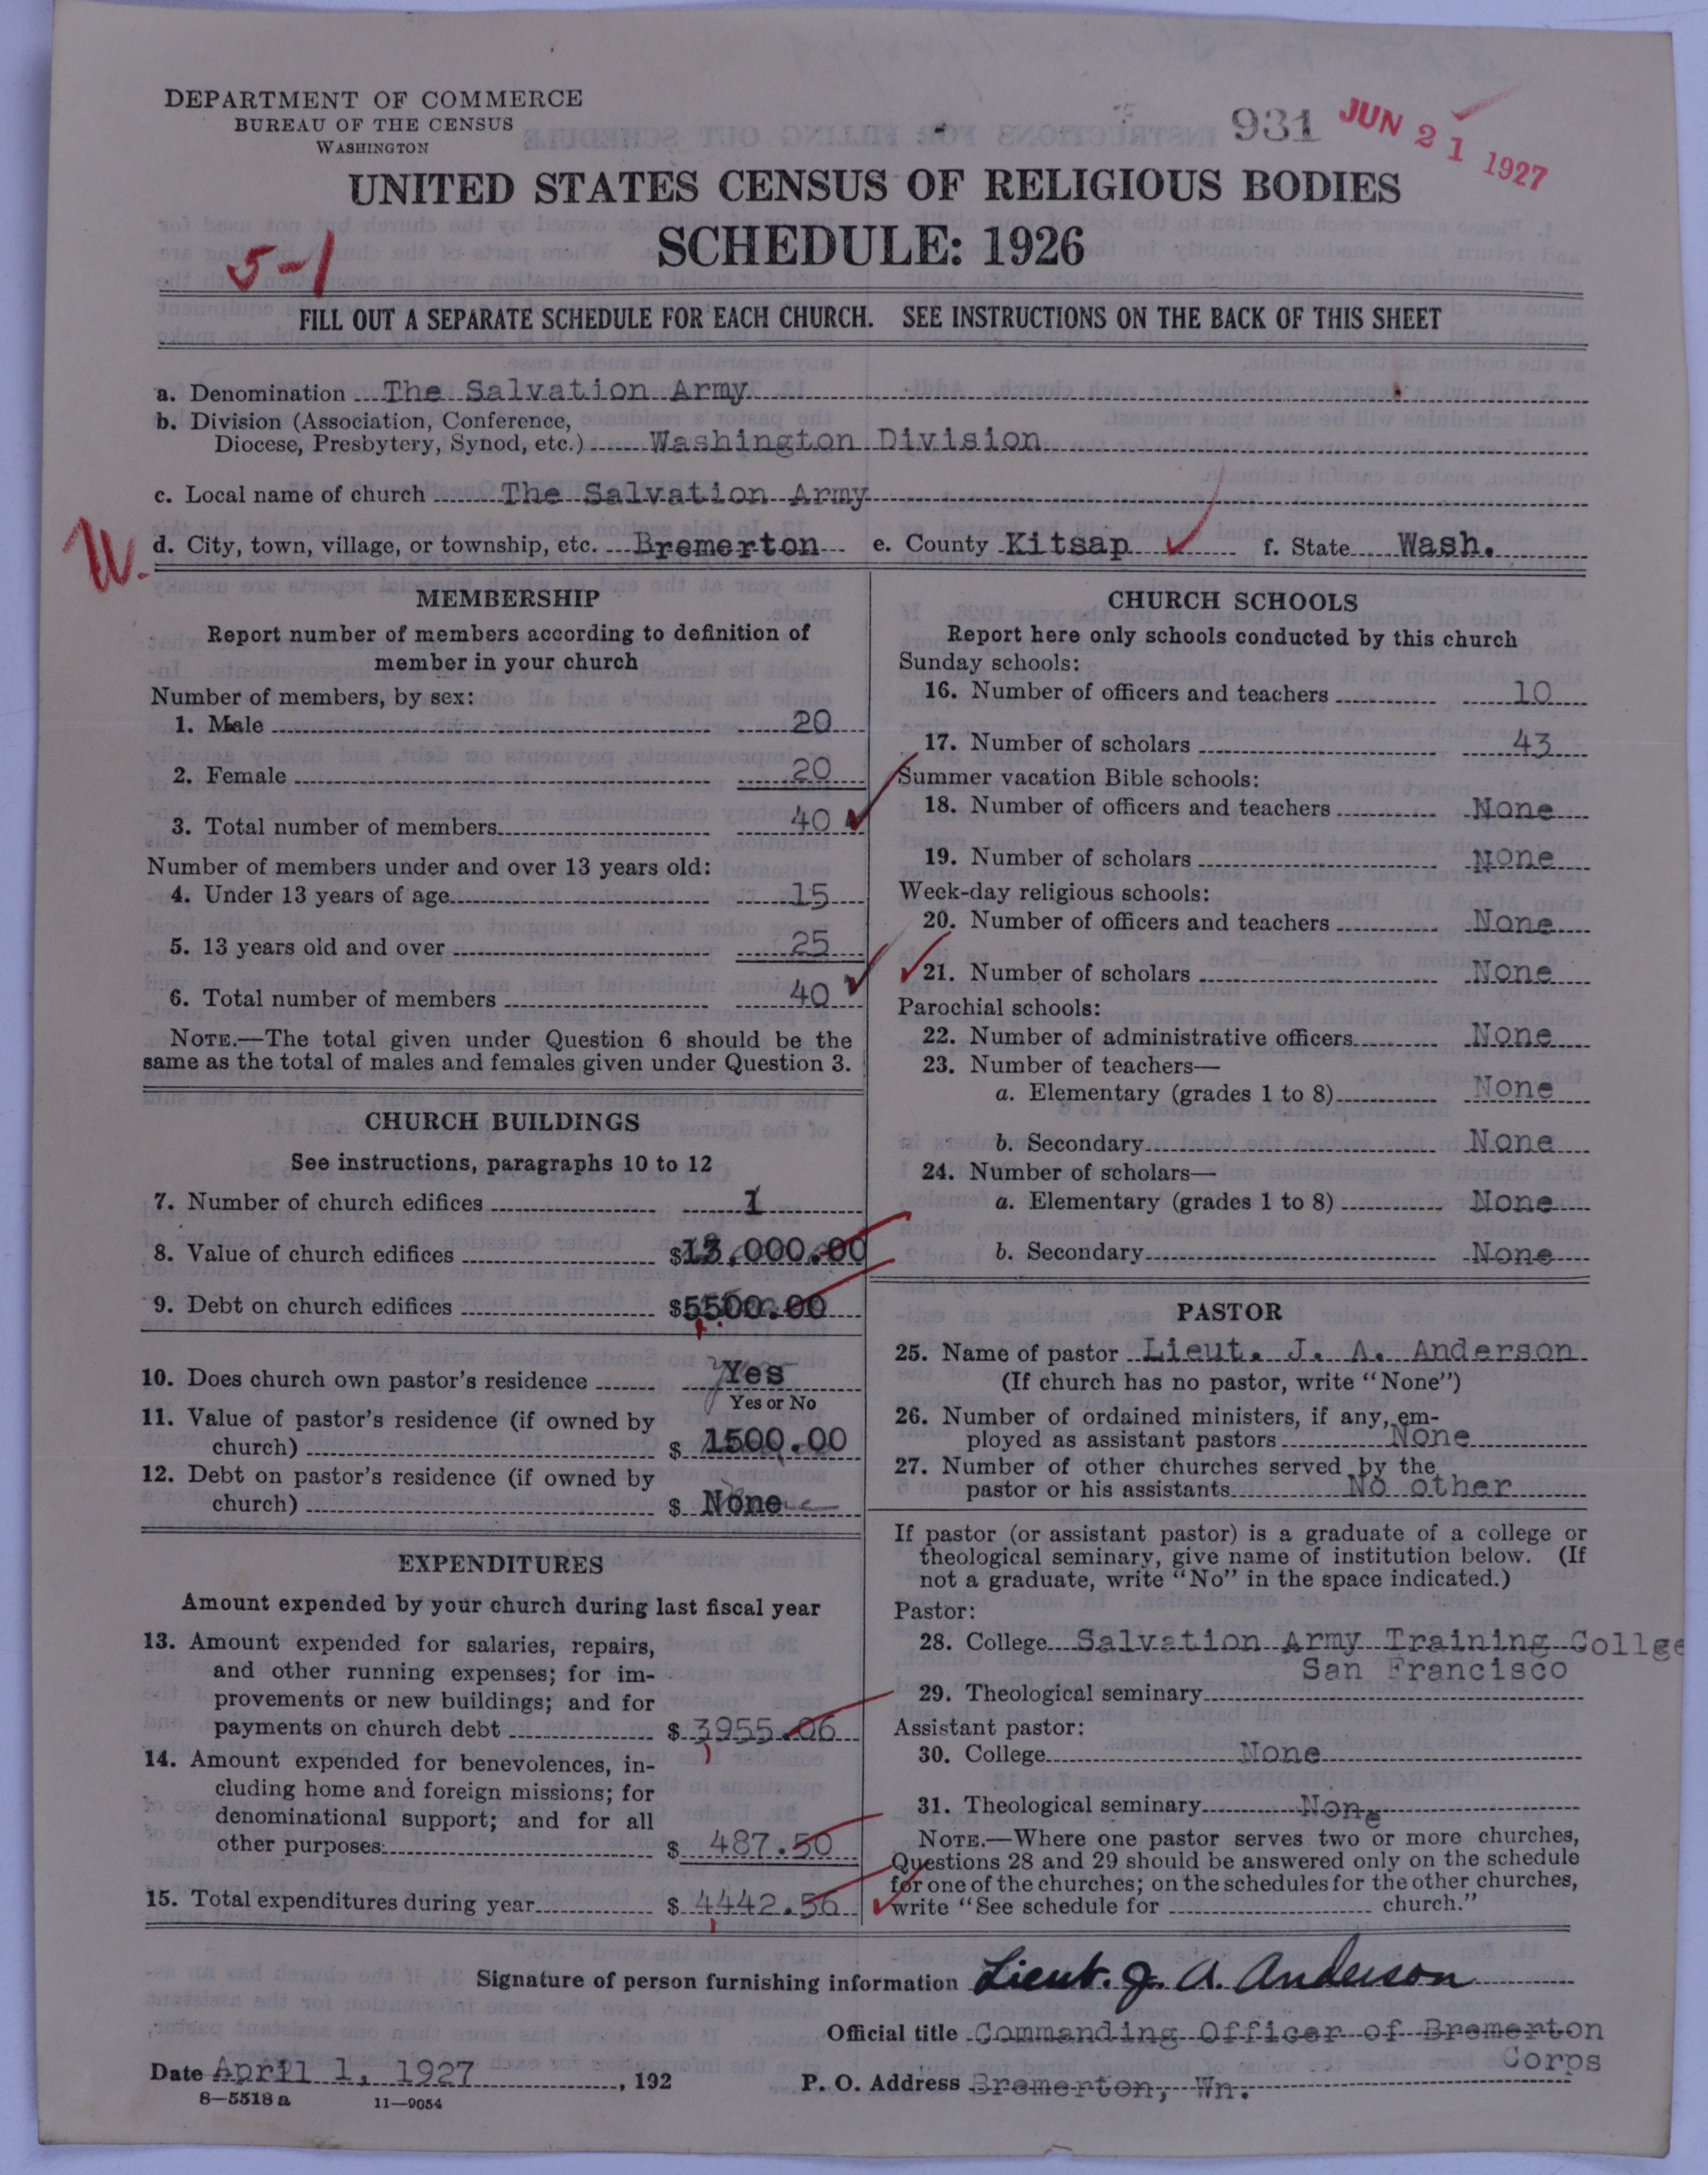 DEPARTMENT OF COMMERCE
BUREAU OF THE CENSUS
WASHINGTON
931 JUN 21 1927
UNITED STATES CENSUS OF RELIGIOUS BODIES
SCHEDULE: 1926
5-1
FILL OUT A SEPARATE SCHEDULE FOR EACH CHURCH. SEE INSTRUCTIONS ON THE BACK OF THIS SHEET
a. Denomination The Salvation Army
b. Division (Association, Conference,
Diocese, Presbytery, Synod, etc.) Washington Division
c. Local name of church The Salvation Army
W. d. City, town, village, or township, etc. Bremerton e. County Kitsap f. State Wash.
MEMBERSHIP
Report number of members according to definition of
member in your church
Number of members, by sex:
1. Male 20
2. Female 20
3. Total number of members 40
Number of members under and over 13 years old:
4. Under 13 years of age 15
5. 13 years old and over 25
6. Total number of members 40
NOTE.—The total given under Question 6 should be the
same as the total of males and females given under Question 3.
CHURCH BUILDINGS
See instructions, paragraphs 10 to 12
7. Number of church edifices 1
8. Value of church edifices $ ,000.00
9. Debt on church edifices $5500.00
10. Does church own pastor's residence Yes
Yes or No
11. Value of pastor's residence (if owned by
church) $ 1500.00
12. Debt on pastor's residence (if owned by
church) $ None
EXPENDITURES
Amount expended by your church during last fiscal year
13. Amount expended for salaries, repairs,
and other running expenses; for im-
provements or new buildings; and for
payments on church debt $ 3955.06
14. Amount expended for benevolences, in-
cluding home and foreign missions; for
denominational support; and for all
other purposes: $ 487.50
15. Total expenditures during year $ 4442.56
CHURCH SCHOOLS
Report here only schools conducted by this church
Sunday schools:
16. Number of officers and teachers 10
17. Number of scholars 43
Summer vacation Bible schools:
18. Number of officers and teachers None
19. Number of scholars None
Week-day religious schools:
20. Number of officers and teachers None
21. Number of scholars None
Parochial schools:
22. Number of administrative officers None
23. Number of teachers—
a. Elementary (grades 1 to 8) None
b. Secondary None
24. Number of scholars—
a. Elementary (grades 1 to 8) None
b. Secondary None
PASTOR
25. Name of pastor Lieut. J. A. Anderson
(If church has no pastor, write "None")
26. Number of ordained ministers, if any, em-
ployed as assistant pastors None
27. Number of other churches served by the
pastor or his assistants No other
If pastor (or assistant pastor) is a graduate of a college or
theological seminary, give name of institution below. (If
not a graduate, write "No" in the space indicated.)
Pastor:
28. College Salvation Army Training Collge
San Francisco
29. Theological seminary
Assistant pastor:
30. College None
31. Theological seminary None
NOTE.—Where one pastor serves two or more churches,
Questions 28 and 29 should be answered only on the schedule
for one of the churches; on the schedules for the other churches,
write "See schedule for church."
Signature of person furnishing information Lieut. J. A. Anderson
Official title Commanding Officer of Bremerton
Corps
Date April 1, 1927, 192 P. O. Address Bremerton, Wn.
8—5518 a 11—9054